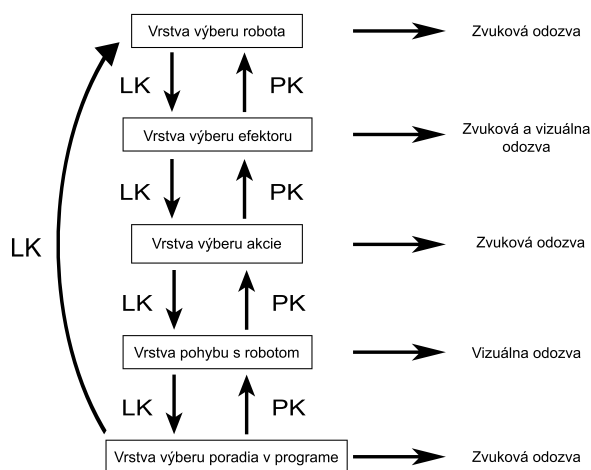 Vrstva výberu robota
Zvuková odozva
LK
PK
Vrstva výberu efektoru
Zvuková a vizuálna
odozva
LK
PK
Vrstva výberu akcie
Zvuková odozva
LK
LK
PK
Vrstva pohybu s robotom
Vizuálna odozva
LK
PK
Vrstva výberu poradia v programe
Zvuková odozva